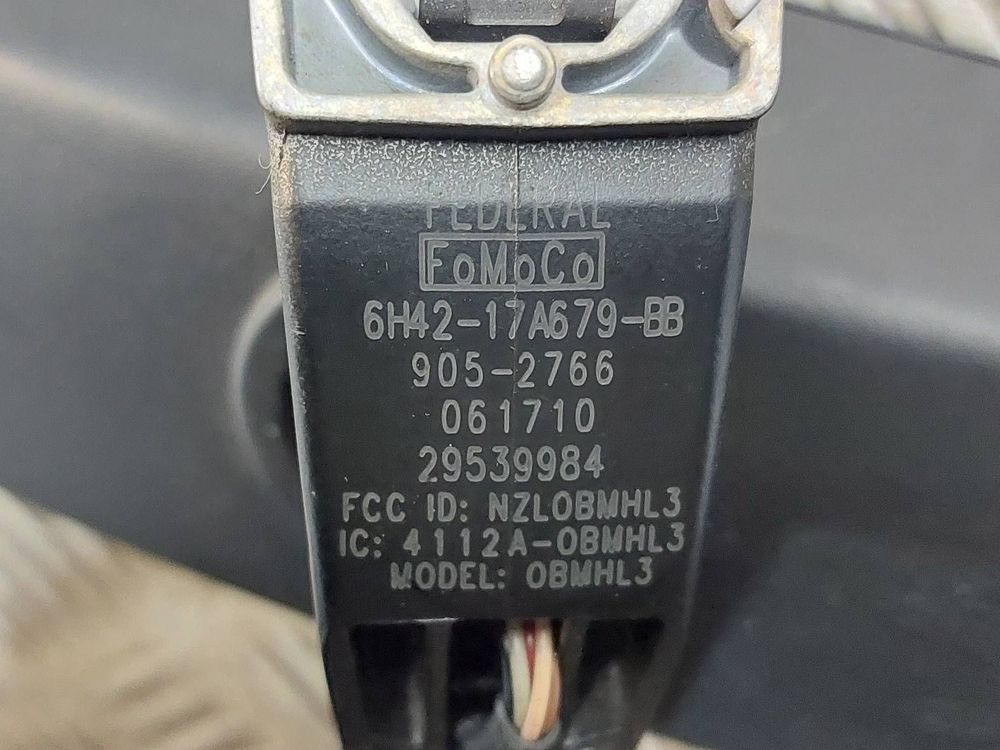 FEDERAL
FoMoCo
6H42-17A679-BB
905-2766
061710
29539984
FCC ID: NZLOBMHL3
IC: 4112A-OBMHL3
MODEL: OBMHL3